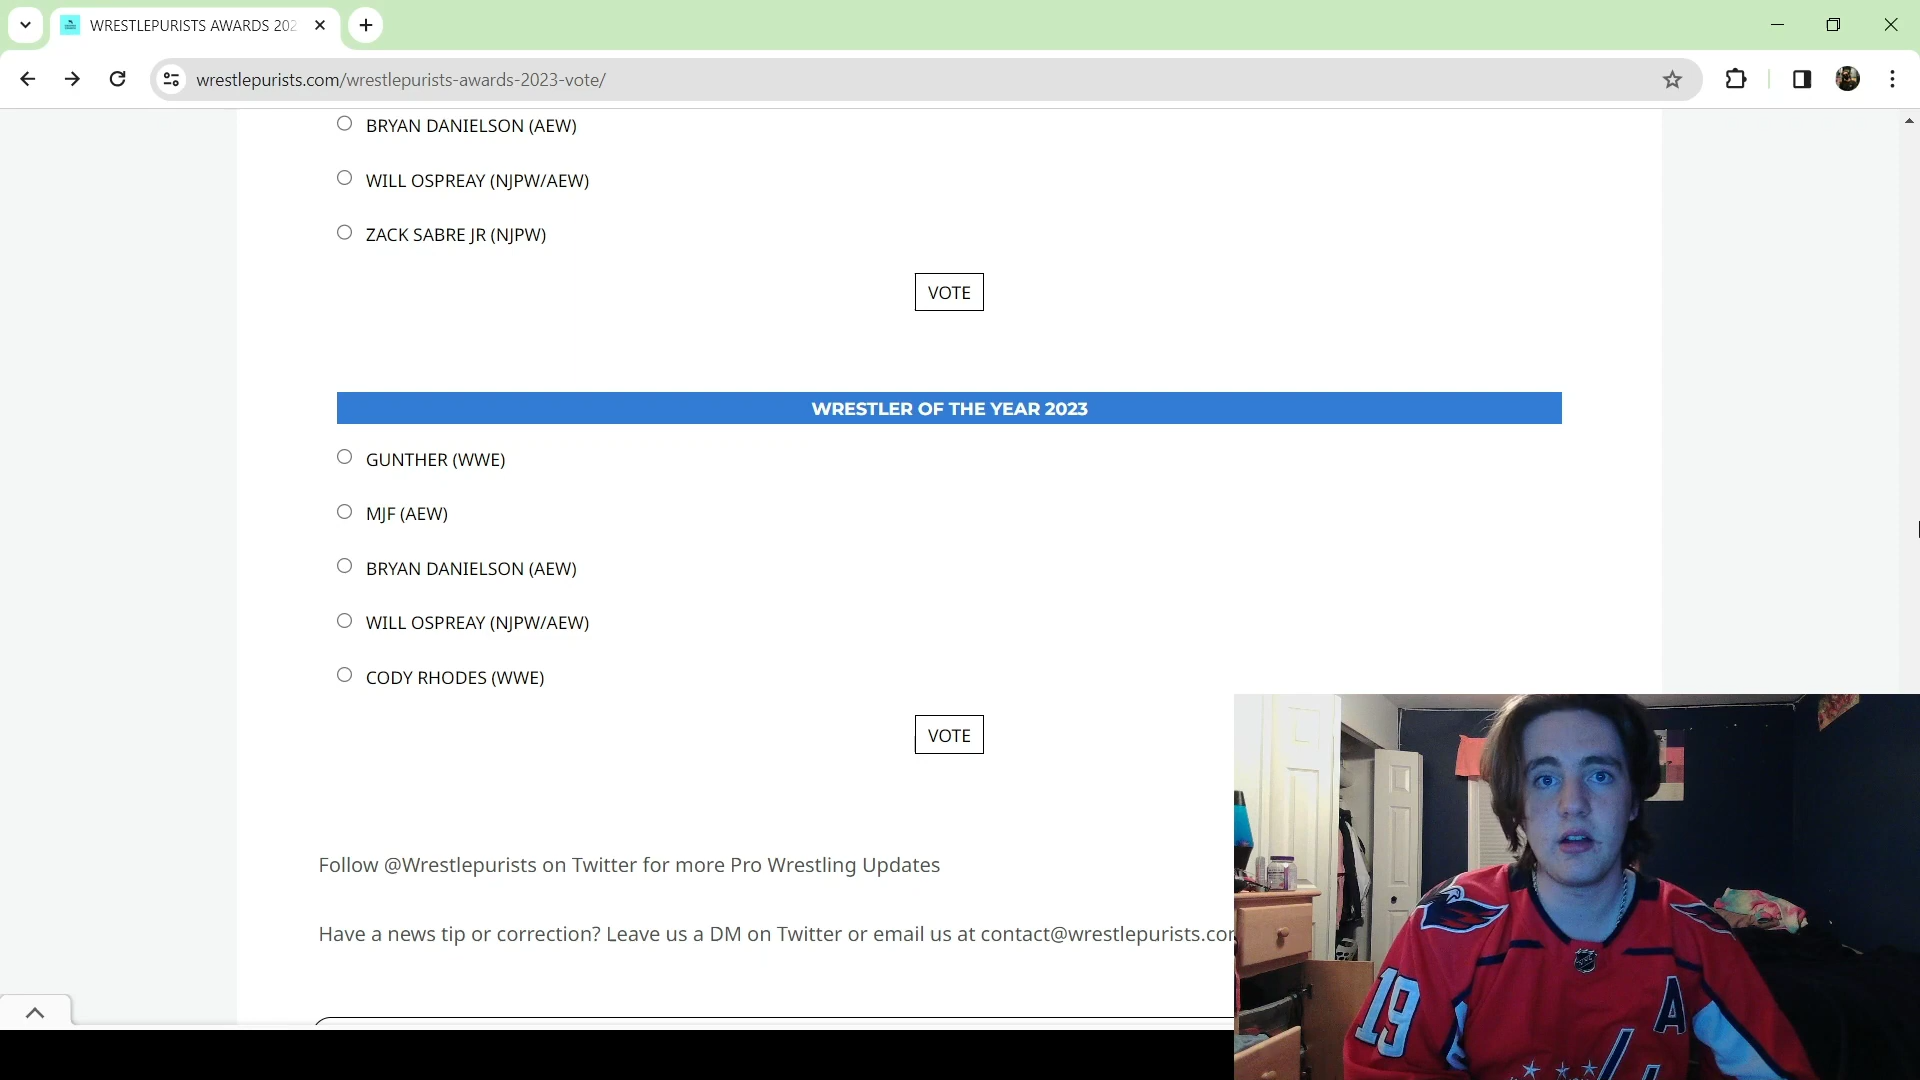 WRESTLEPURISTS AWARDS 202
wrestlepurists.com/wrestlepurists-awards-2023-vote/
BRYAN DANIELSON (AEW)
WILL OSPREAY (NJPW/AEW)
ZACK SABRE JR (NJPW)
VOTE
WRESTLER OF THE YEAR 2023
GUNTHER (WWE)
MJF (AEW)
BRYAN DANIELSON (AEW)
WILL OSPREAY (NJPW/AEW)
CODY RHODES (WWE)
VOTE
Follow @Wrestlepurists on Twitter for more Pro Wrestling Updates
Have a news tip or correction? Leave us a DM on Twitter or email us at contact@wrestlepurists.com
19
A